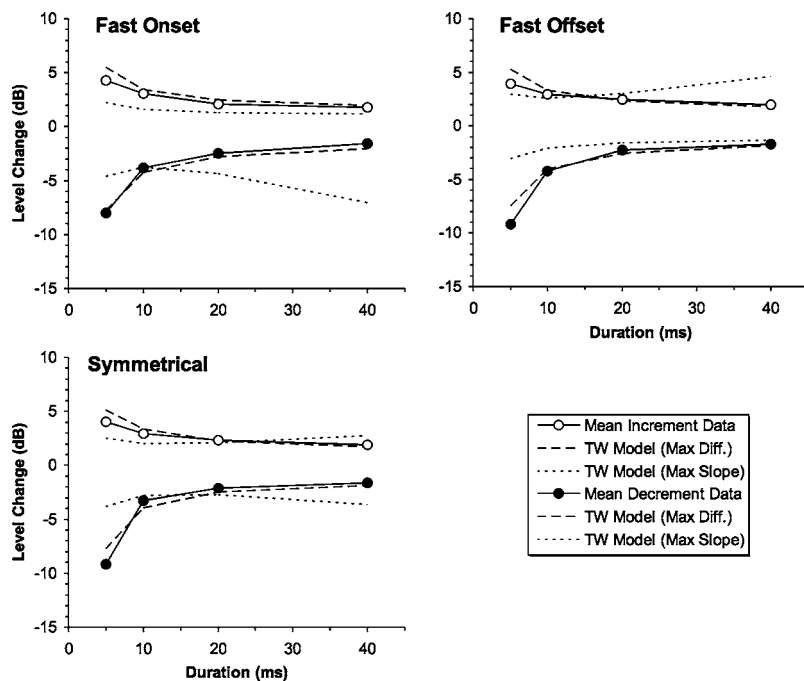 Fast Onset
10
5
0
-5
-10
-15
Level Change (dB)
0 10 20 30 40
Fast Offset
10
5
0
-5
-10
-15
Level Change (dB)
0 10 20 30 40
Duration (ms)
Symmetrical
10
5
0
-5
-10
-15
Level Change (dB)
0 10 20 30 40
Duration (ms)
Mean Increment Data
TW Model (Max Diff.)
TW Model (Max Slope)
Mean Decrement Data
TW Model (Max Diff.)
TW Model (Max Slope)